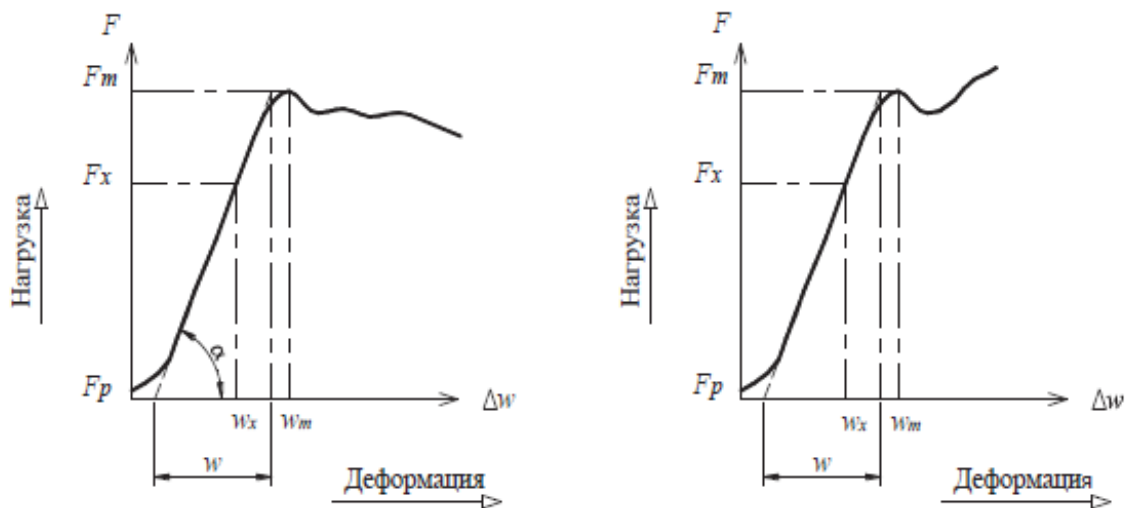 F
Fm
Fx
Нагрузка
Fp
α
Δw
wx
wm
w
Деформация
F
Fm
Fx
Нагрузка
Fp
Δw
wx
wm
w
Деформация